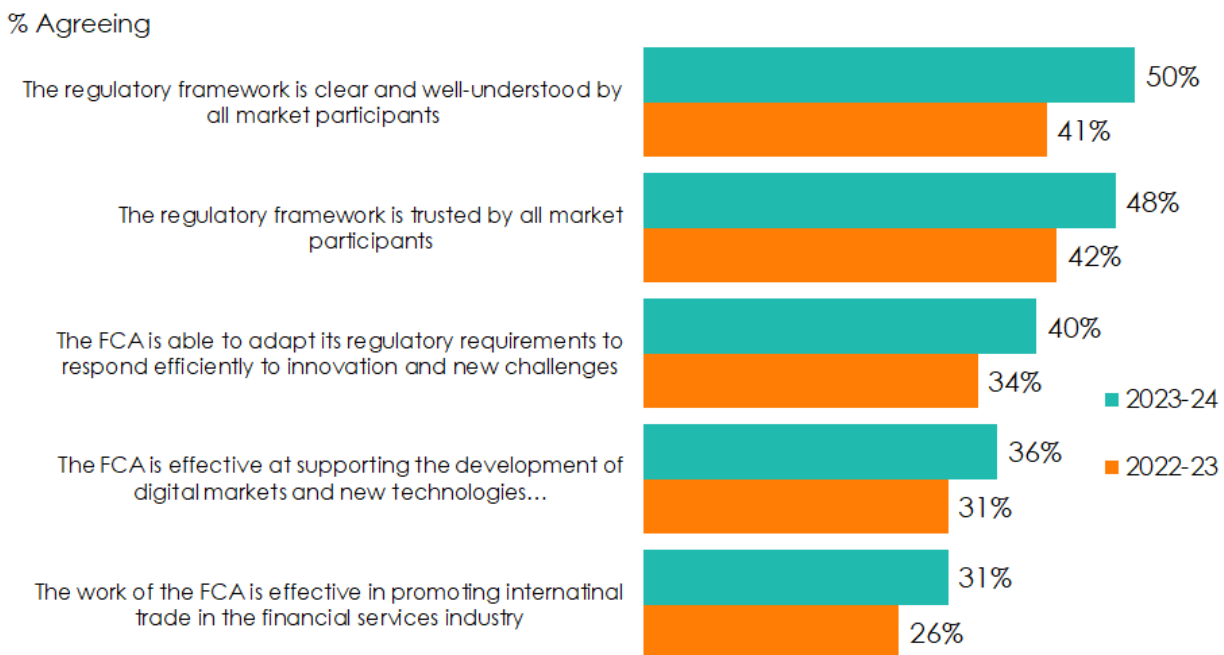 % Agreeing
The regulatory framework is clear and well-understood by
all market participants
50%
41%
The regulatory framework is trusted by all market
participants
48%
42%
The FCA is able to adapt its regulatory requirements to
respond efficiently to innovation and new challenges
40%
34%
The FCA is effective at supporting the development of
digital markets and new technologies…
36%
31%
The work of the FCA is effective in promoting internatinal
trade in the financial services industry
31%
26%
2023-24
2022-23